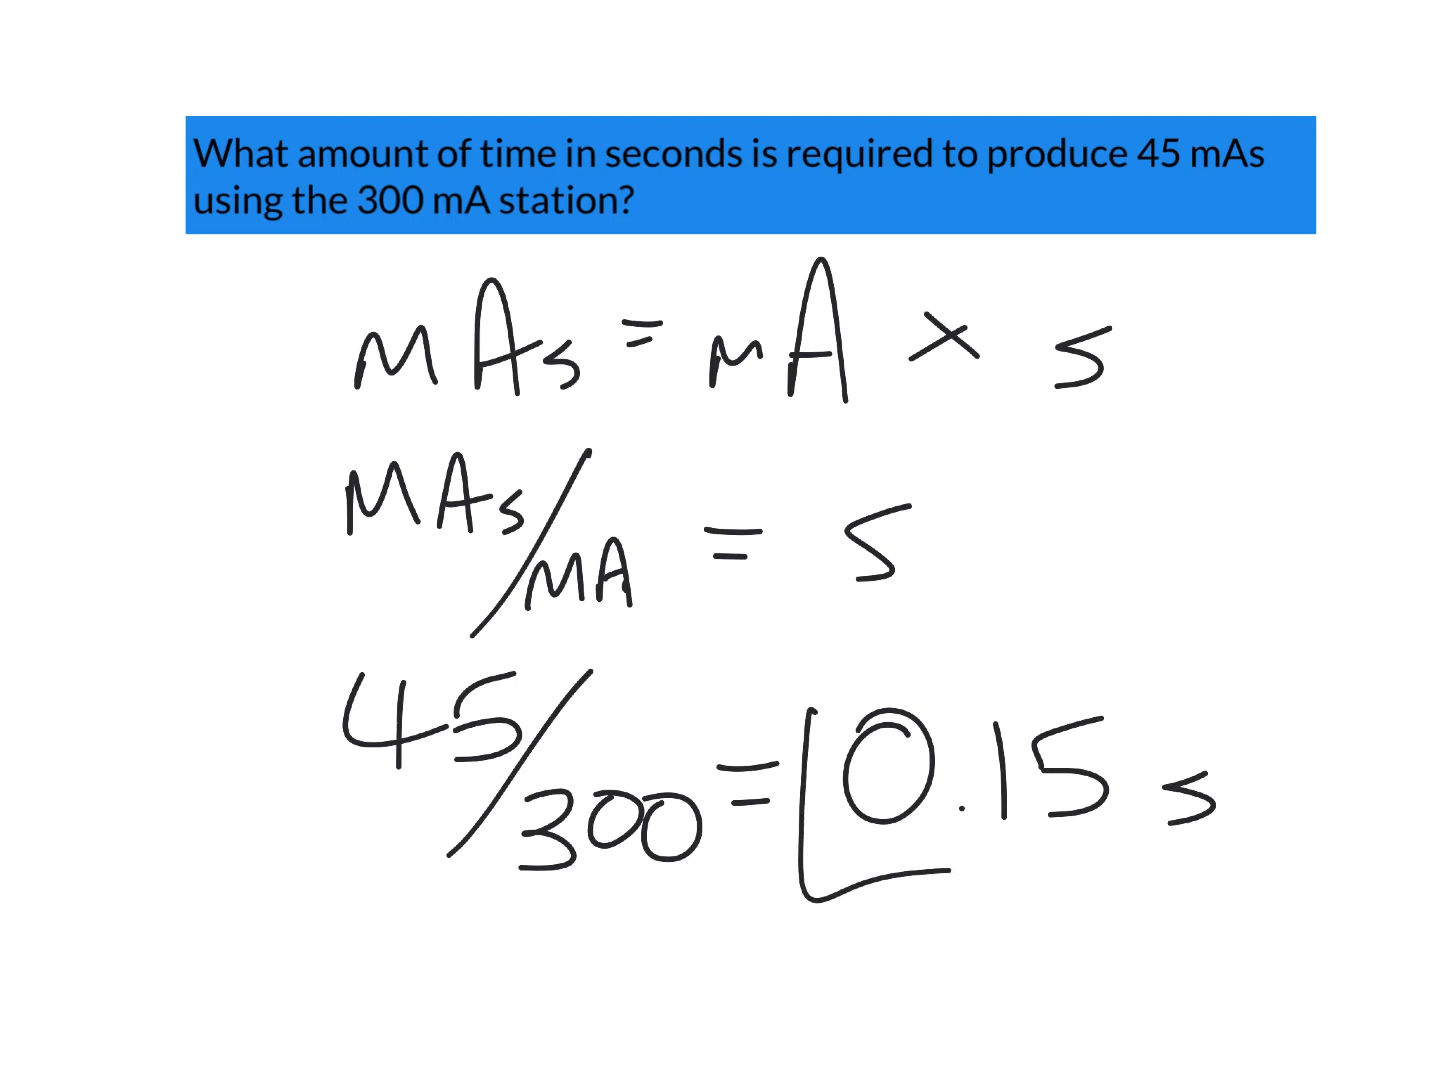 What amount of time in seconds is required to produce 45 mAs
using the 300 mA station?
mAs = mA × s
mAs/mA = s
45/300 = 0.15 s